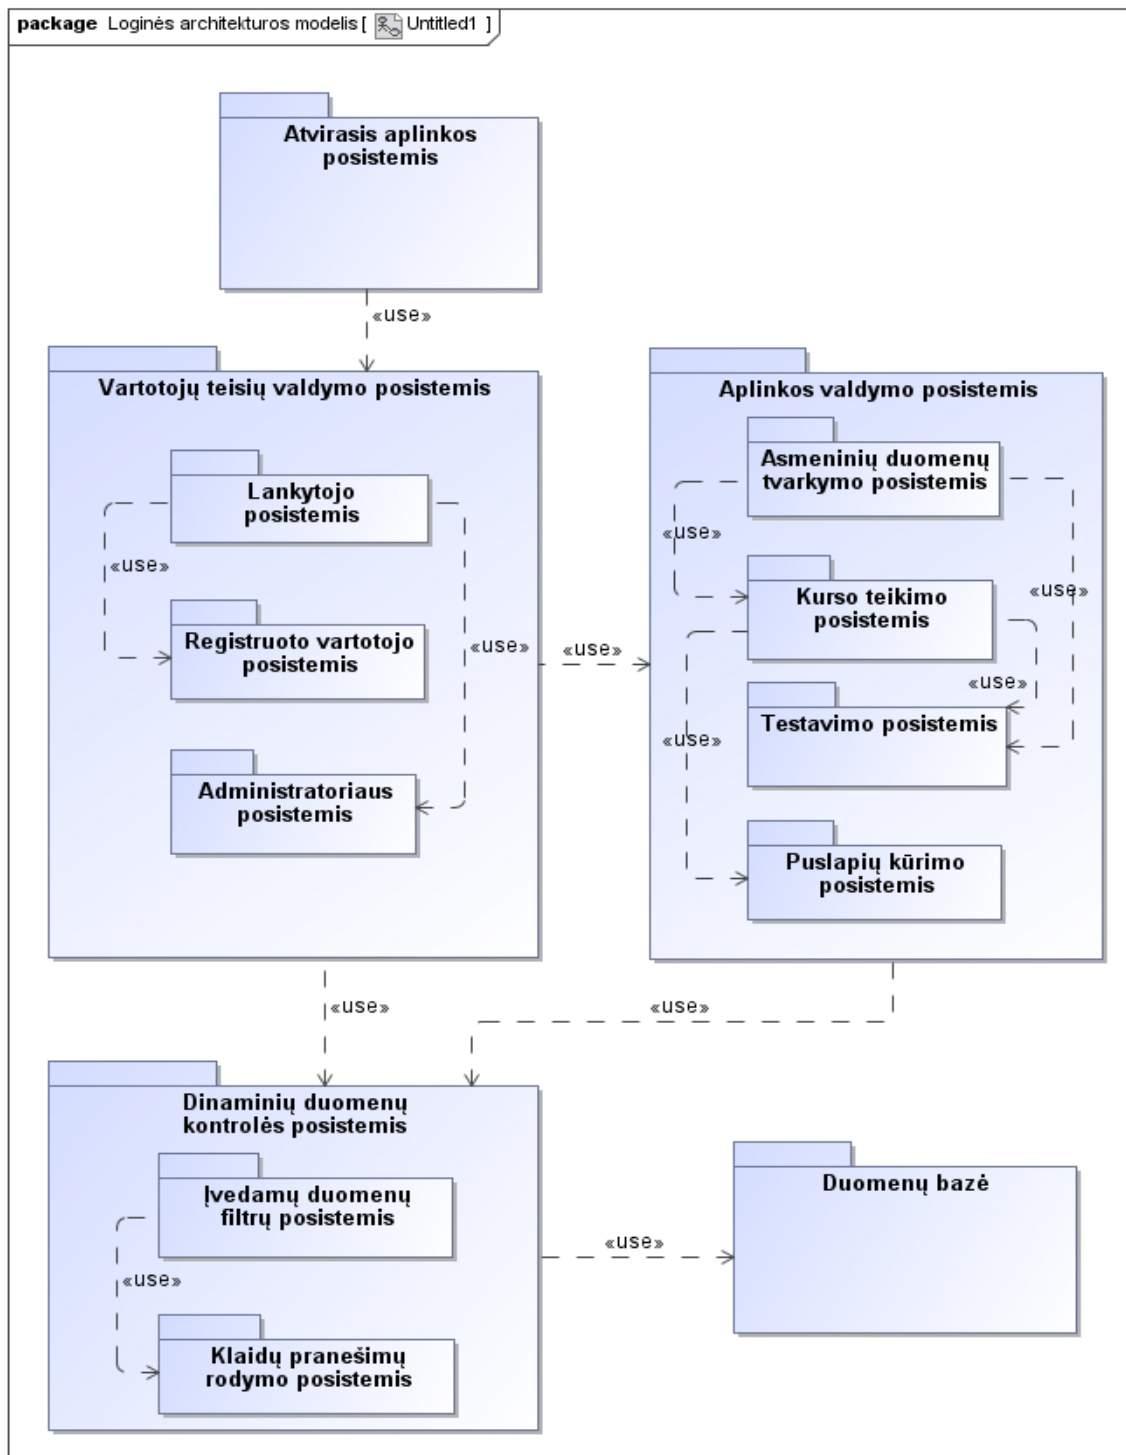 package Loginės architekturos modelis [ Untitled1 ]
Atvirasis aplinkos
posistemis
«use»
Vartotojų teisių valdymo posistemis
Lankytojo
posistemis
«use»
Registruoto vartotojo
posistemis
«use»
Administratoriaus
posistemis
«use»
Aplinkos valdymo posistemis
Asmeninių duomenų
tvarkymo posistemis
«use»
Kurso teikimo
posistemis
«use»
«use»
Testavimo posistemis
«use»
Puslapių kūrimo
posistemis
«use»
«use»
Dinaminių duomenų
kontrolės posistemis
Įvedamų duomenų
filtrų posistemis
«use»
Klaidų pranešimų
rodymo posistemis
«use»
Duomenų bazė